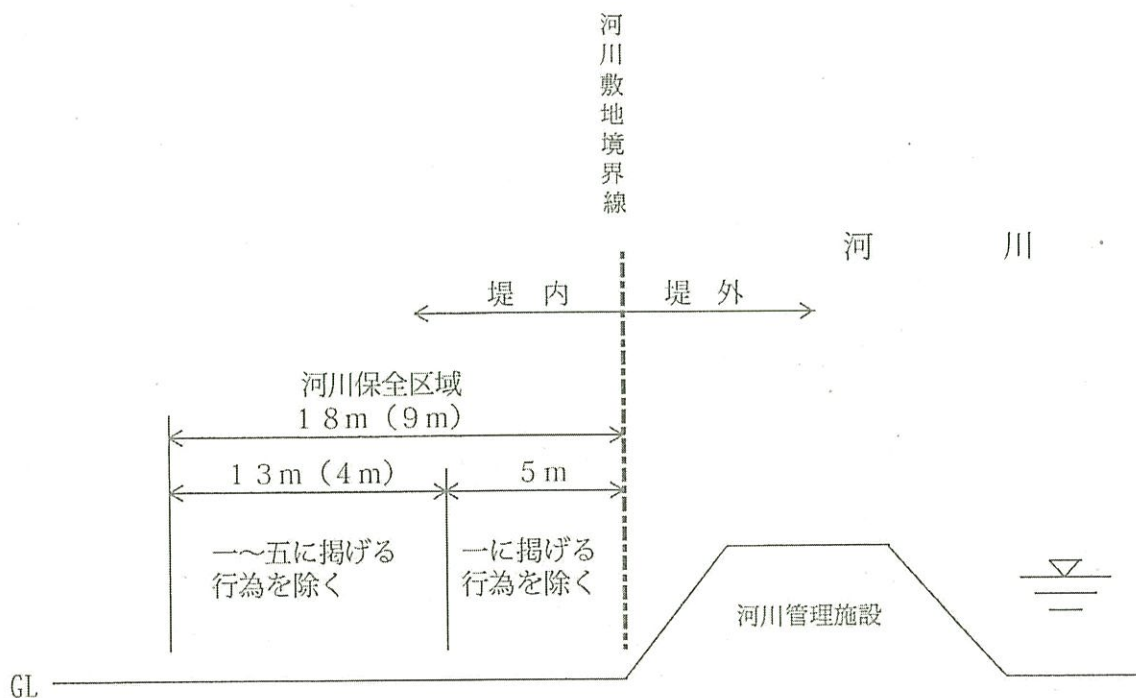 河川敷地境界線
河　川
堤　内
堤　外
河川保全区域
１８ｍ（９ｍ）
１３ｍ（４ｍ）
５ｍ
一～五に掲げる
行為を除く
一に掲げる
行為を除く
河川管理施設
GL